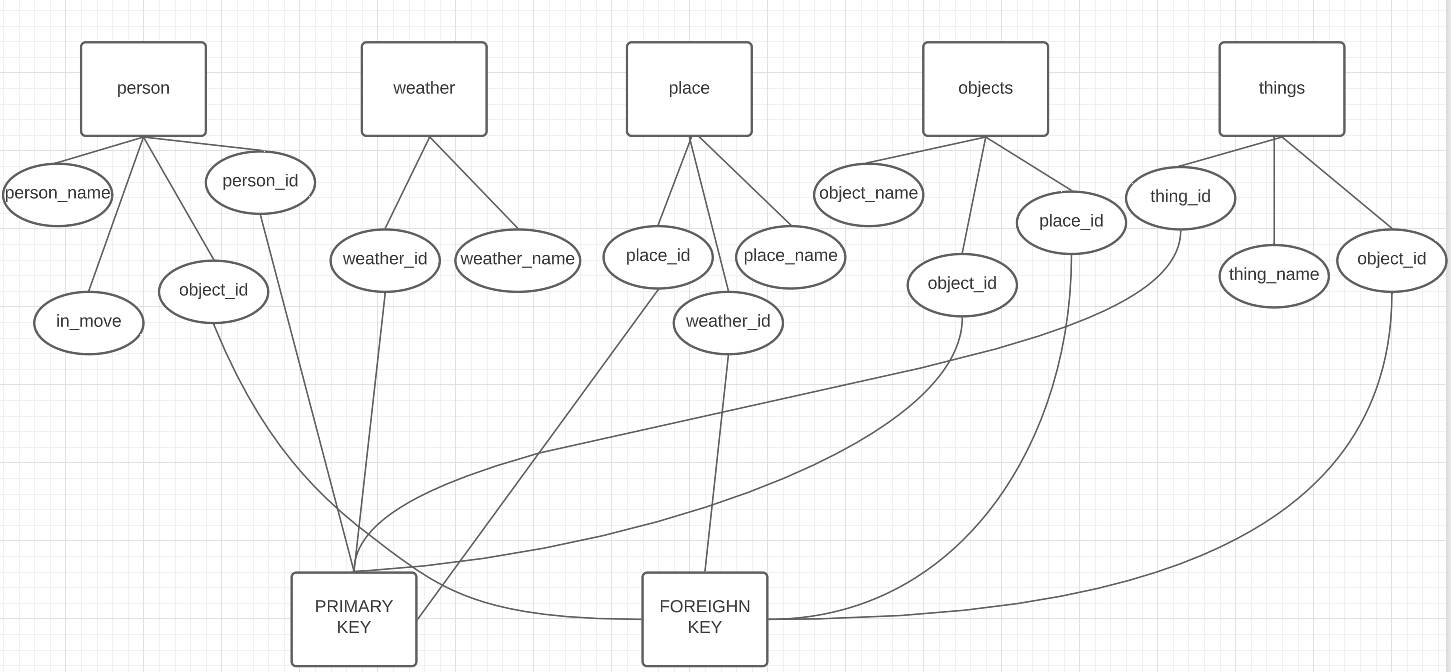 person
weather
place
objects
things
person_name
person_id
object_name
place_id
thing_id
weather_id
weather_name
place_id
place_name
object_id
thing_name
object_id
in_move
object_id
weather_id
PRIMARY
KEY
FOREIGHN
KEY